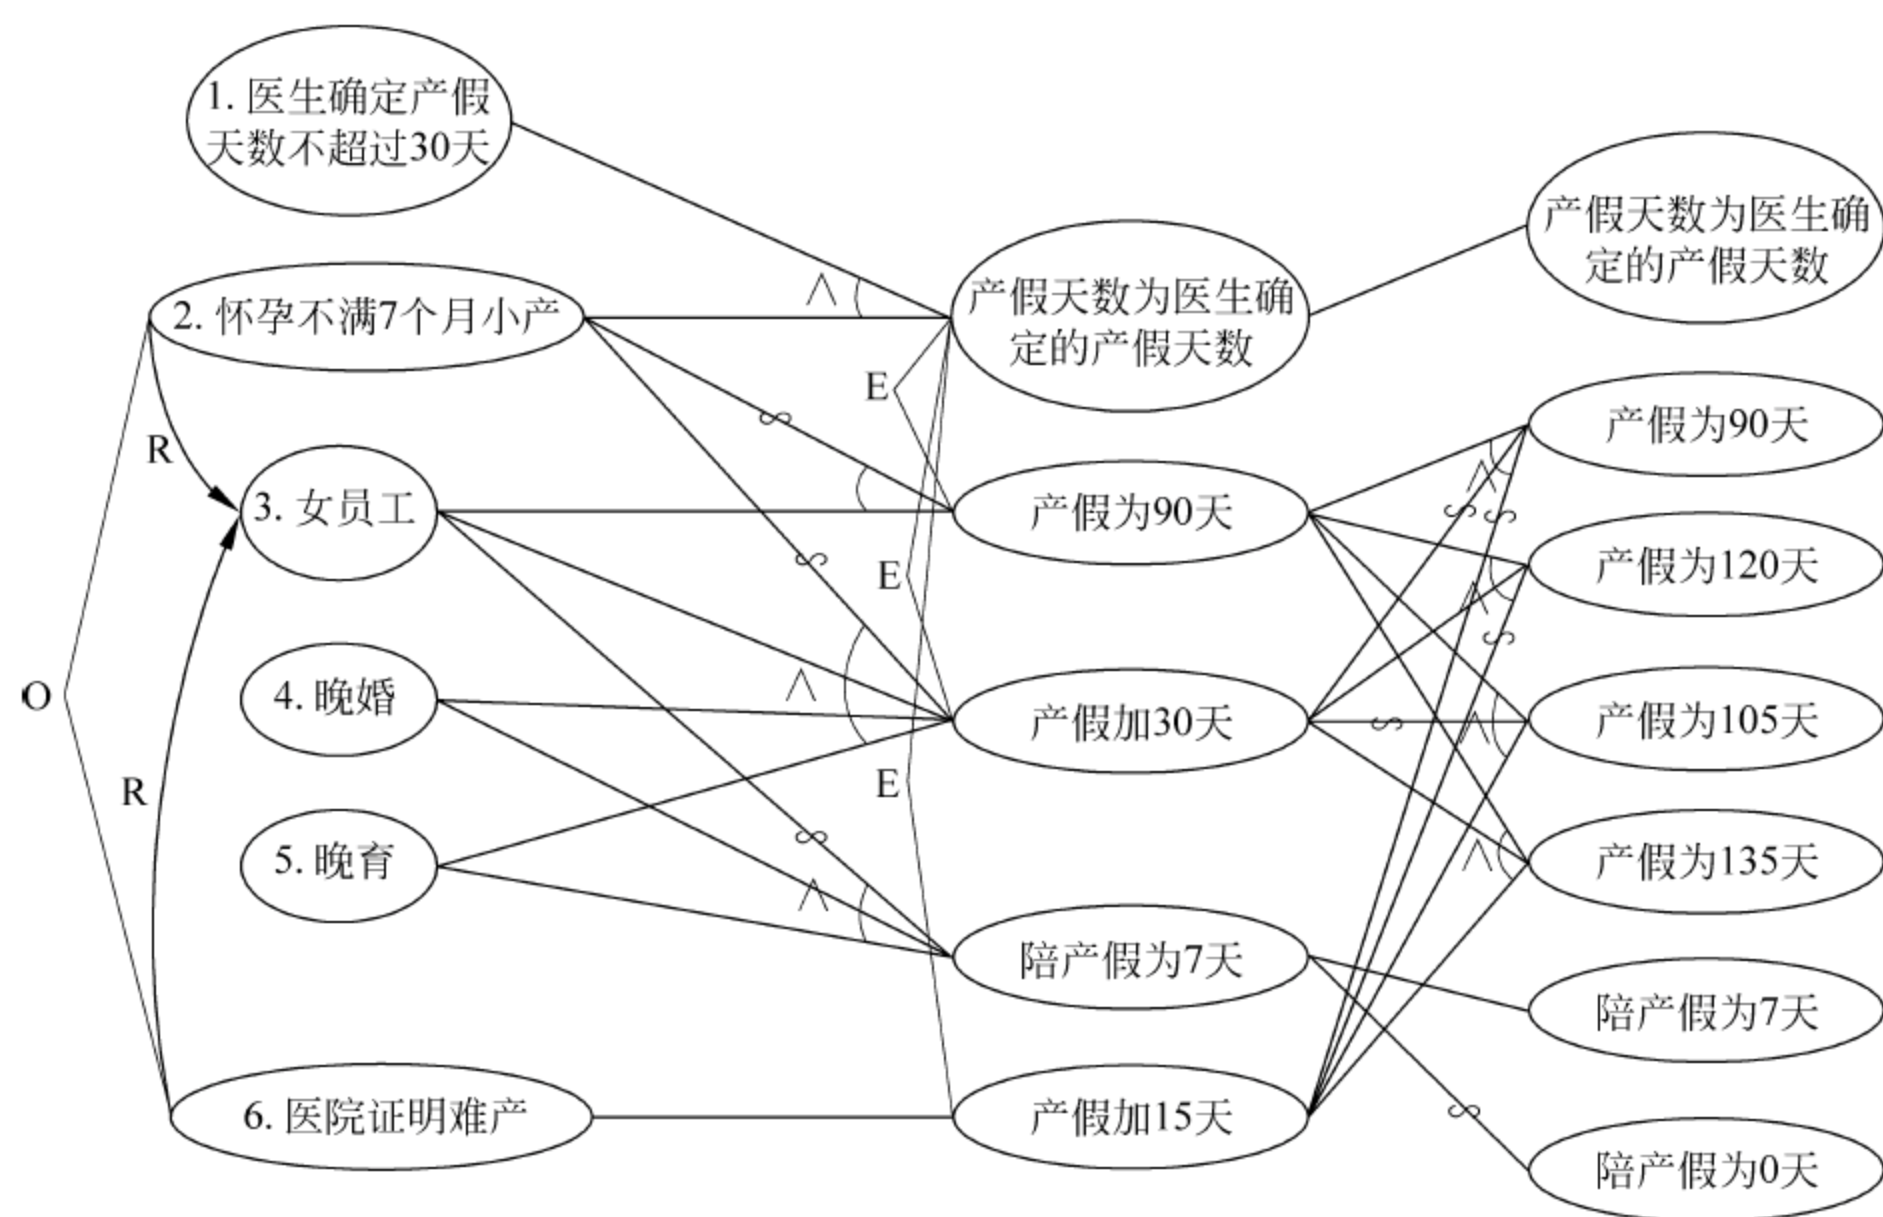 1. 医生确定产假
天数不超过30天
2. 怀孕不满7个月小产
R
3. 女员工
O
4. 晚婚
R
5. 晚育
6. 医院证明难产
∧
∽
∽
∧
∽
∧
E
E
E
产假天数为医生确
定的产假天数
产假为90天
产假加30天
陪产假为7天
产假加15天
∧
∽
∽
∧
∽
∽
∧
∧
∽
产假天数为医生确
定的产假天数
产假为90天
产假为120天
产假为105天
产假为135天
陪产假为7天
陪产假为0天